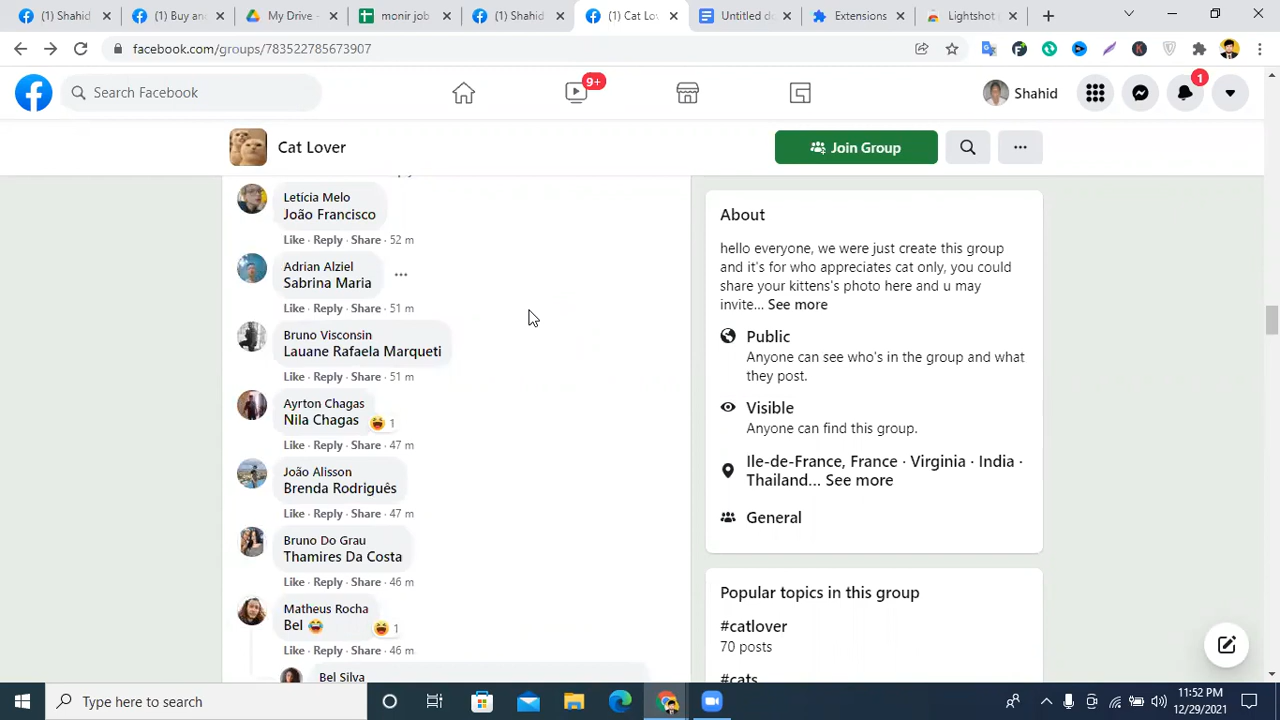 (1) Shahid
(1) Buy an
My Drive -
monir job
(1) Shahid
(1) Cat Lo
Untitled do
Extensions
Lightshot
facebook.com/groups/783522785673907
Search Facebook
9+
Shahid
1
Cat Lover
Join Group
Letícia Melo
João Francisco
Like · Reply · Share · 52 m
Adrian Alziel
Sabrina Maria
Like · Reply · Share · 51 m
Bruno Visconsin
Lauane Rafaela Marqueti
Like · Reply · Share · 51 m
Ayrton Chagas
Nila Chagas
1
Like · Reply · Share · 47 m
João Alisson
Brenda Rodriguês
Like · Reply · Share · 47 m
Bruno Do Grau
Thamires Da Costa
Like · Reply · Share · 46 m
Matheus Rocha
Bel 😂
1
Like · Reply · Share · 46 m
Bel Silva
About
hello everyone, we were just create this group
and it's for who appreciates cat only, you could
share your kittens's photo here and u may
invite... See more
Public
Anyone can see who's in the group and what
they post.
Visible
Anyone can find this group.
Ile-de-France, France · Virginia · India ·
Thailand... See more
General
Popular topics in this group
#catlover
70 posts
#cats
Type here to search
11:52 PM
12/29/2021